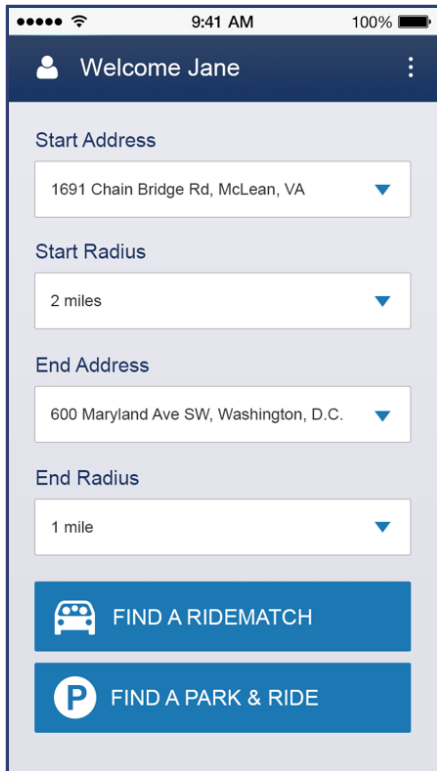 9:41 AM 100%
Welcome Jane
Start Address
1691 Chain Bridge Rd, McLean, VA
Start Radius
2 miles
End Address
600 Maryland Ave SW, Washington, D.C.
End Radius
1 mile
FIND A RIDEMATCH
P FIND A PARK & RIDE